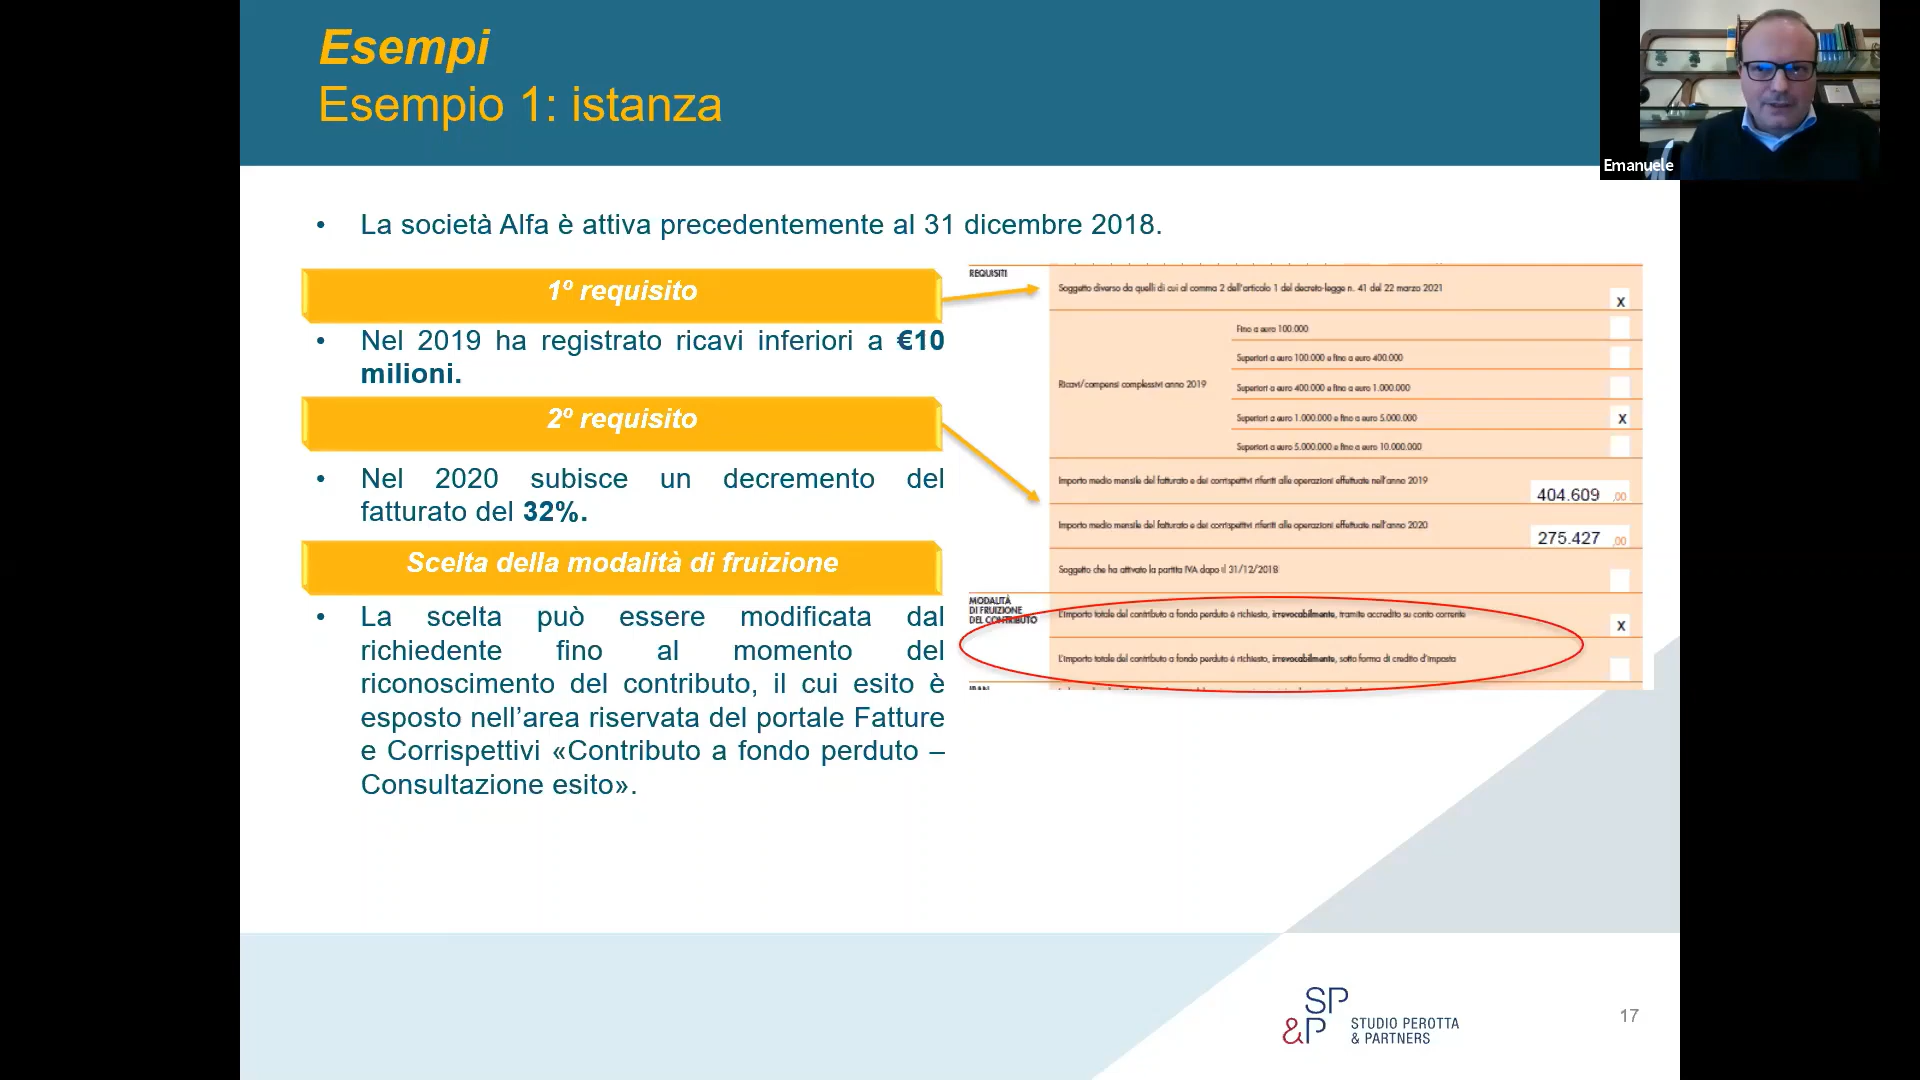 Esempi
Esempio 1: istanza
Emanuele
• La società Alfa è attiva precedentemente al 31 dicembre 2018.
1º requisito
• Nel 2019 ha registrato ricavi inferiori a €10
milioni.
2º requisito
• Nel 2020 subisce un decremento del
fatturato del 32%.
Scelta della modalità di fruizione
• La scelta può essere modificata dal
richiedente fino al momento del
riconoscimento del contributo, il cui esito è
esposto nell’area riservata del portale Fatture
e Corrispettivi «Contributo a fondo perduto –
Consultazione esito».
REQUISITI
Soggetto diverso da quelli di cui al comma 2 dell'articolo 1 del decreto-legge n. 41 del 22 marzo 2021
X
Fino a euro 100.000
Superiori a euro 100.000 e fino a euro 400.000
Ricavi/compensi complessivi anno 2019
Superiori a euro 400.000 e fino a euro 1.000.000
Superiori a euro 1.000.000 e fino a euro 5.000.000 X
Superiori a euro 5.000.000 e fino a euro 10.000.000
Importo medio mensile del fatturato e dei corrispettivi riferiti alle operazioni effettuate nell'anno 2019
404.609 ,00
Importo medio mensile del fatturato e dei corrispettivi riferiti alle operazioni effettuate nell'anno 2020
275.427 ,00
Soggetto che ha attivato la partita IVA dopo il 31/12/2018
MODALITÀ
DI FRUIZIONE
DEL CONTRIBUTO
L'importo totale del contributo a fondo perduto è richiesto, irrevocabilmente, tramite accredito su conto corrente
X
L'importo totale del contributo a fondo perduto è richiesto, irrevocabilmente, sotto forma di credito d'imposta
SP
&P
STUDIO PEROTTA
& PARTNERS
17